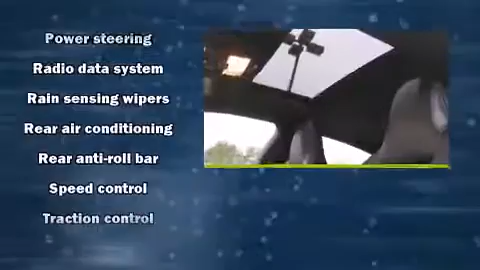 Power steering
Radio data system
Rain sensing wipers
Rear air conditioning
Rear anti-roll bar
Speed control
Traction control